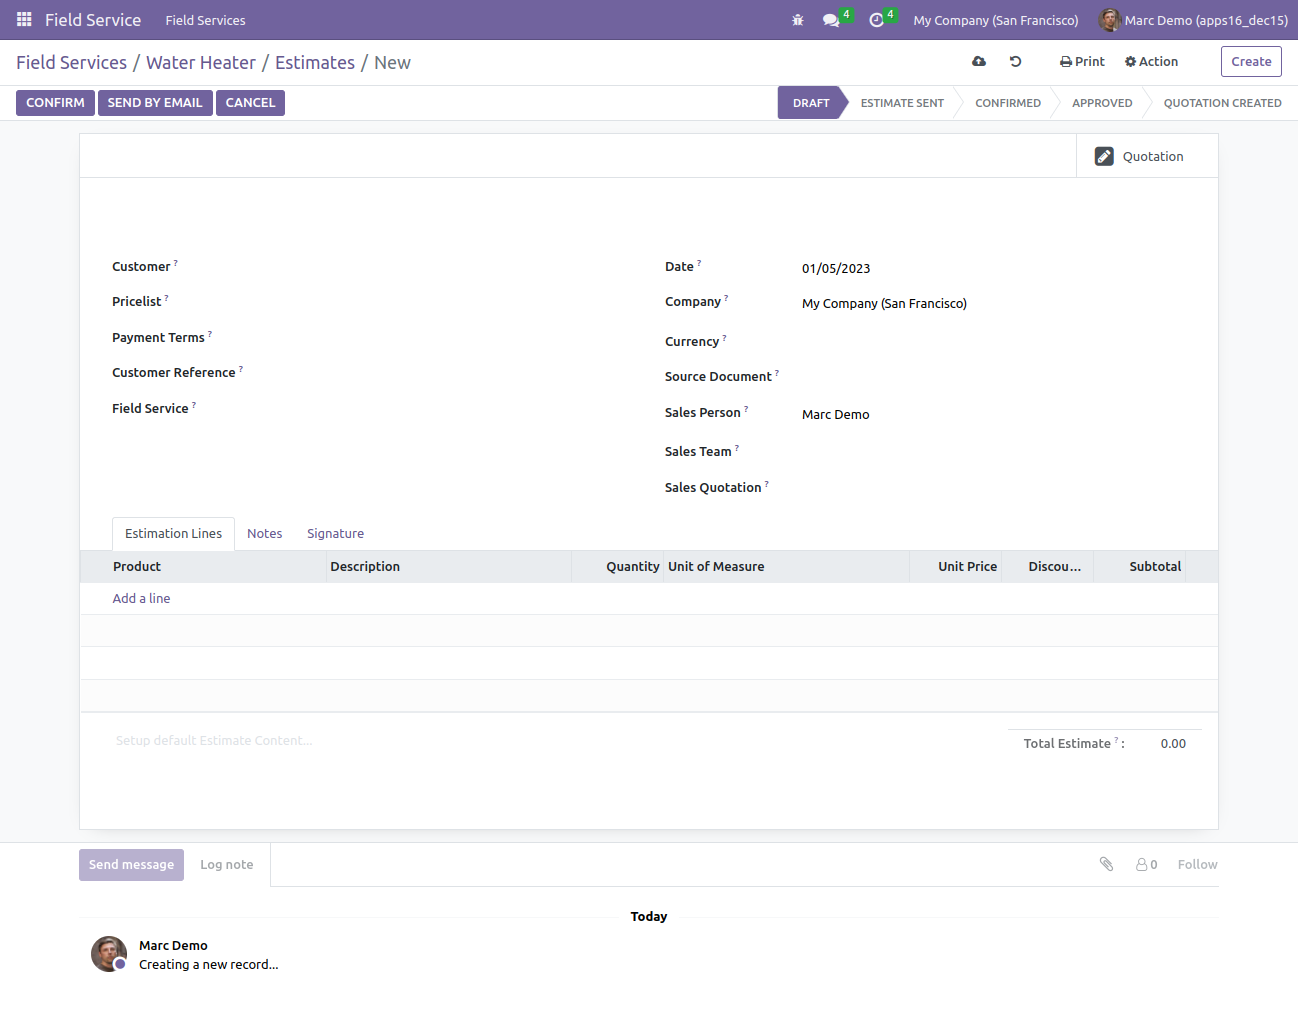 Field Service Field Services 4 4 My Company (San Francisco) Marc Demo (apps16_dec15)
Field Services / Water Heater / Estimates / New Print Action Create
CONFIRM SEND BY EMAIL CANCEL DRAFT ESTIMATE SENT CONFIRMED APPROVED QUOTATION CREATED
Quotation
Customer ? Date ? 01/05/2023
Pricelist ? Company ? My Company (San Francisco)
Payment Terms ? Currency ?
Customer Reference ? Source Document ?
Field Service ? Sales Person ? Marc Demo
Sales Team ?
Sales Quotation ?
Estimation Lines Notes Signature
Product Description Quantity Unit of Measure Unit Price Discou... Subtotal
Add a line
Setup default Estimate Content... Total Estimate ? : 0.00
Send message Log note 0 Follow
Today
Marc Demo
Creating a new record...